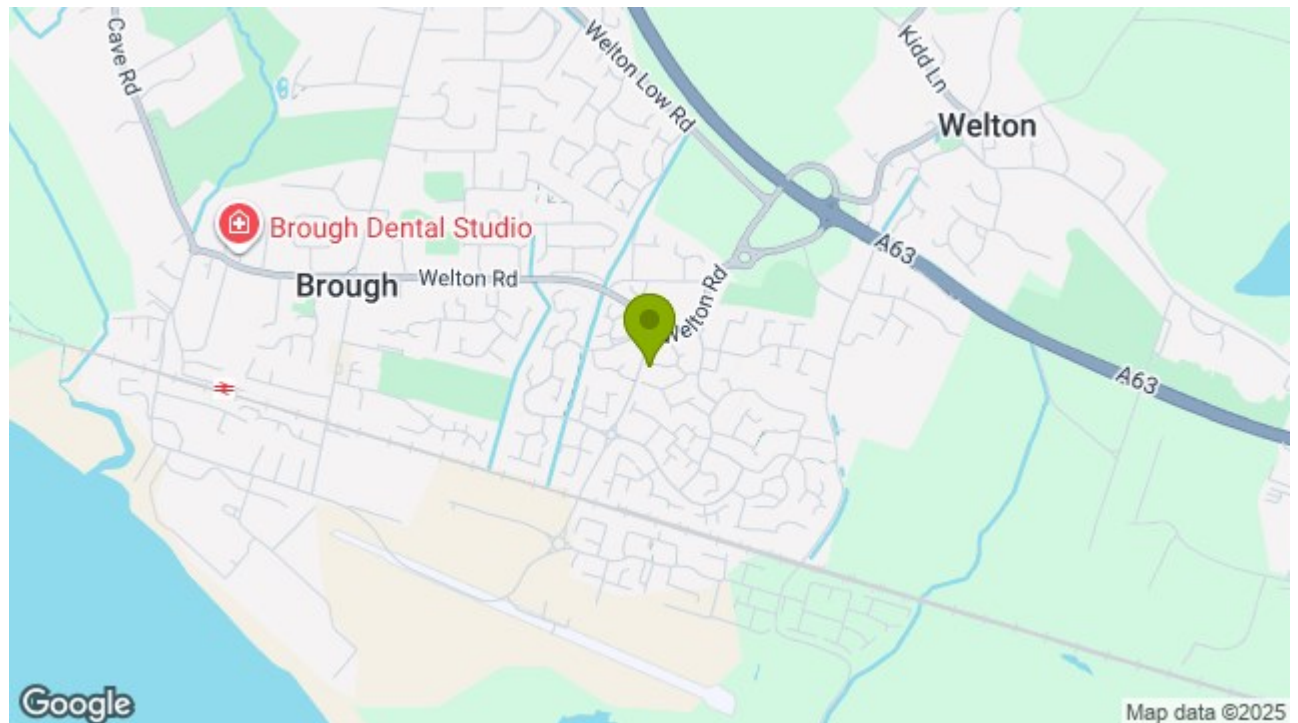 Cave Rd
Welton Low Rd
Kidd Ln
Welton
Brough Dental Studio
A63
Brough
Welton Rd
Welton Rd
A63
Google
Map data ©2025